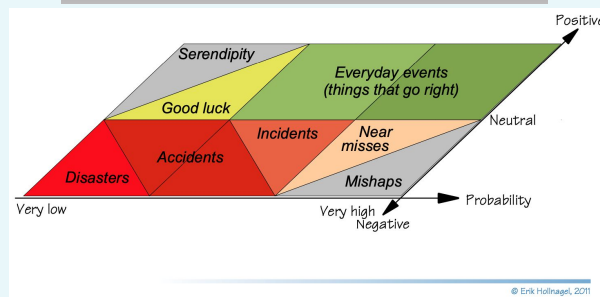 Positive
Serendipity
Everyday events
(things that go right)
Good luck
Neutral
Incidents
Near
misses
Accidents
Disasters
Mishaps
Probability
Very low
Very high
Negative
© Erik Hollnagel, 2011